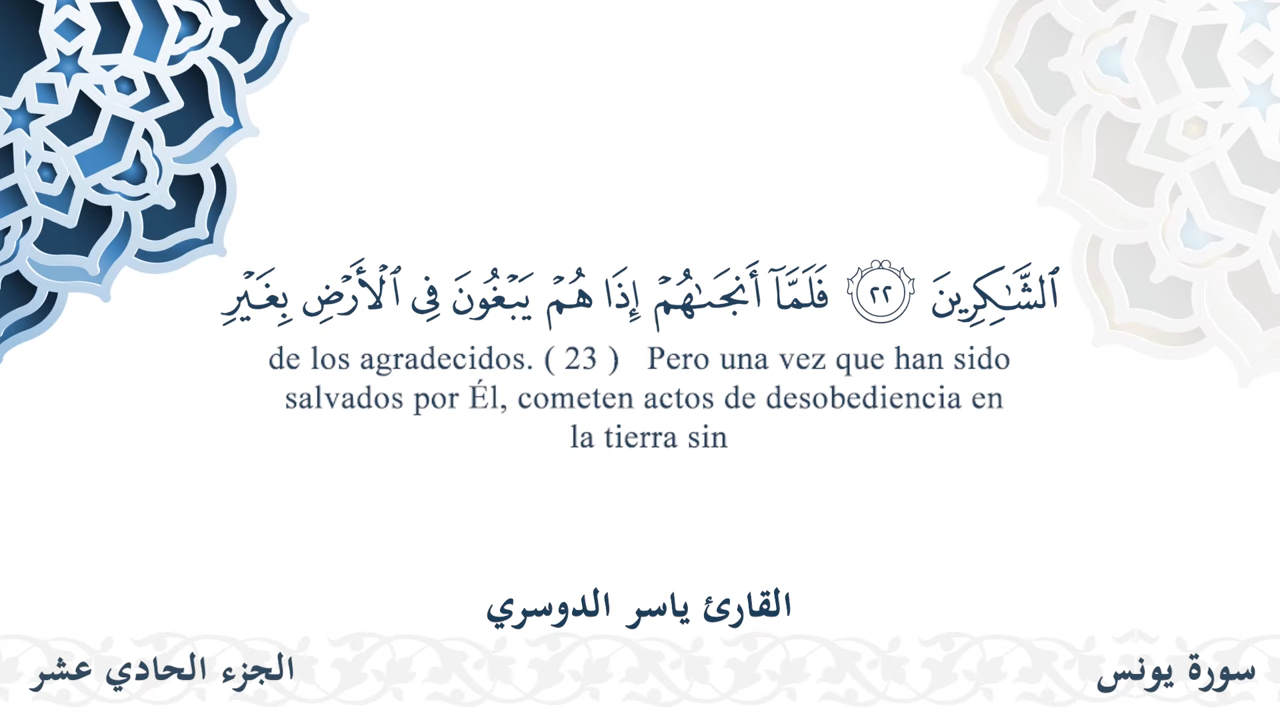 ٱلشَّـٰكِرِينَ ٢٢ فَلَمَّآ أَنجَىٰهُمْ إِذَا هُمْ يَبْغُونَ فِى ٱلْأَرْضِ بِغَيْرِ
de los agradecidos. ( 23 ) Pero una vez que han sido
salvados por Él, cometen actos de desobediencia en
la tierra sin
القارئ ياسر الدوسري
سورة يونس
الجزء الحادي عشر